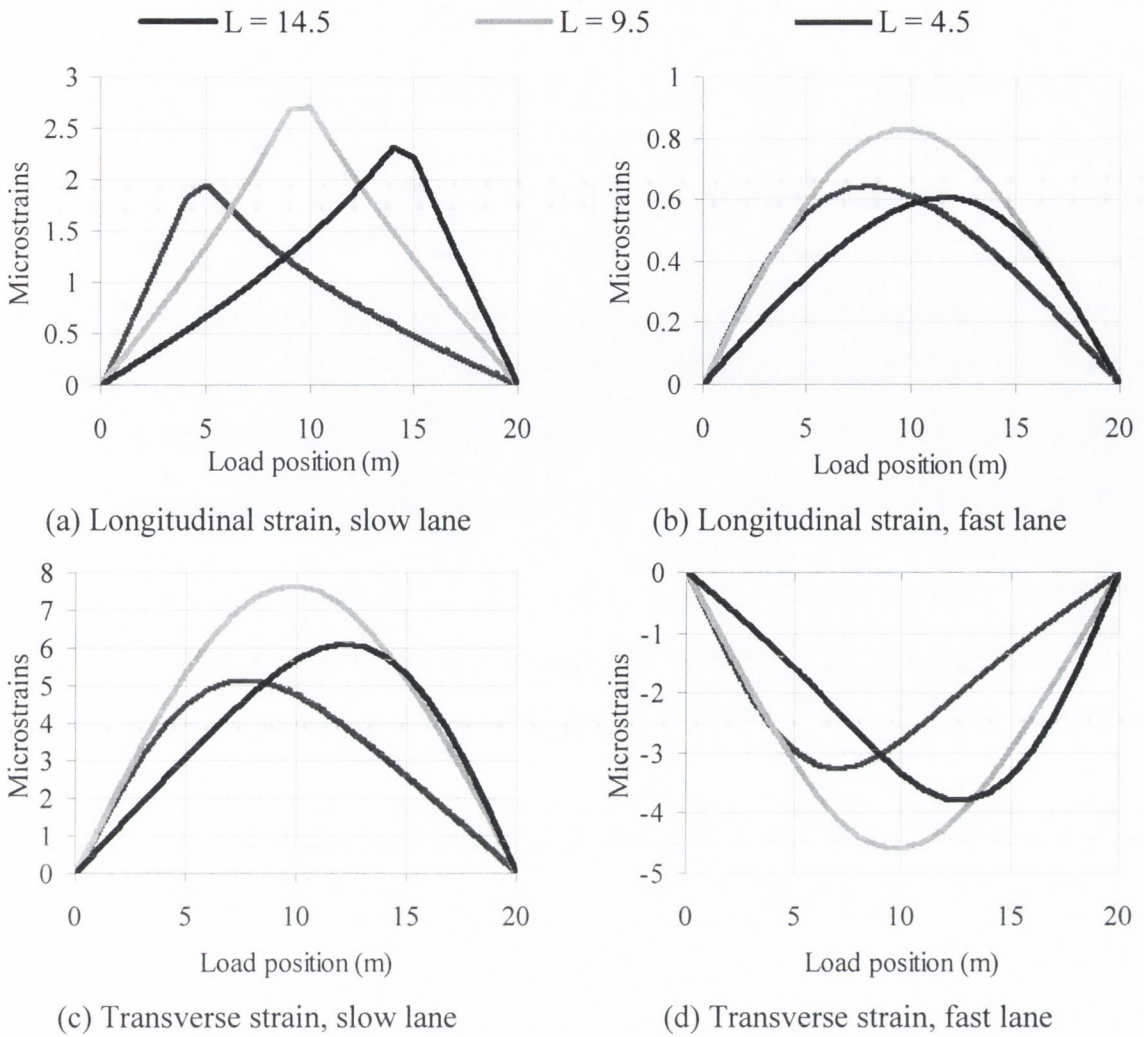 L = 14.5 L = 9.5 L = 4.5
3
2.5
2
1.5
1
0.5
0
Microstrains
0 5 10 15 20
Load position (m)
(a) Longitudinal strain, slow lane
1
0.8
0.6
0.4
0.2
0
Microstrains
0 5 10 15 20
Load position (m)
(b) Longitudinal strain, fast lane
8
7
6
5
4
3
2
1
0
Microstrains
0 5 10 15 20
Load position (m)
(c) Transverse strain, slow lane
0
-1
-2
-3
-4
-5
Microstrains
0 5 10 15 20
Load position (m)
(d) Transverse strain, fast lane